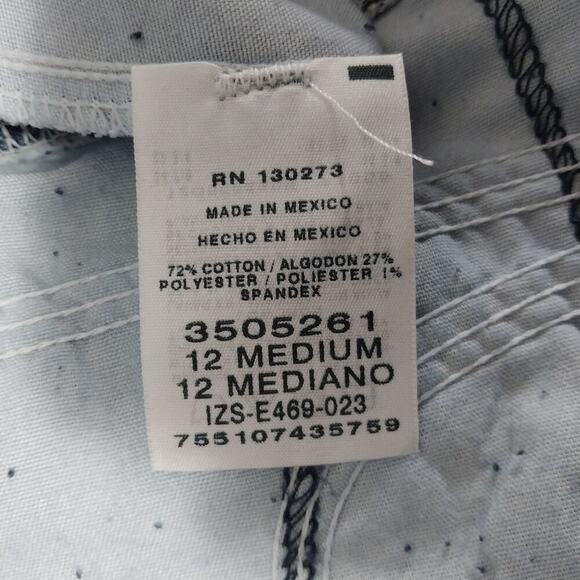 RN 130273
MADE IN MEXICO
HECHO EN MEXICO
72% COTTON / ALGODON 27%
POLYESTER / POLIESTER 1%
SPANDEX
3505261
12 MEDIUM
12 MEDIANO
IZS-E469-023
755107435759